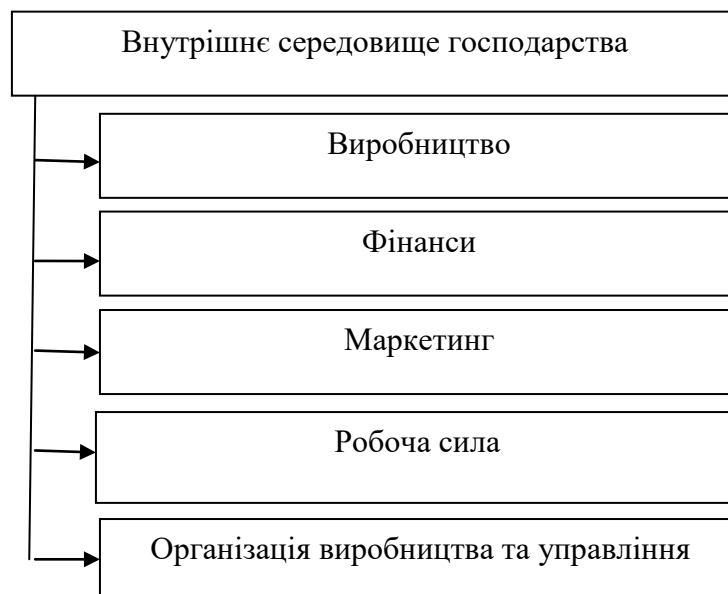 Внутрішнє середовище господарства
Виробництво
Фінанси
Маркетинг
Робоча сила
Організація виробництва та управління